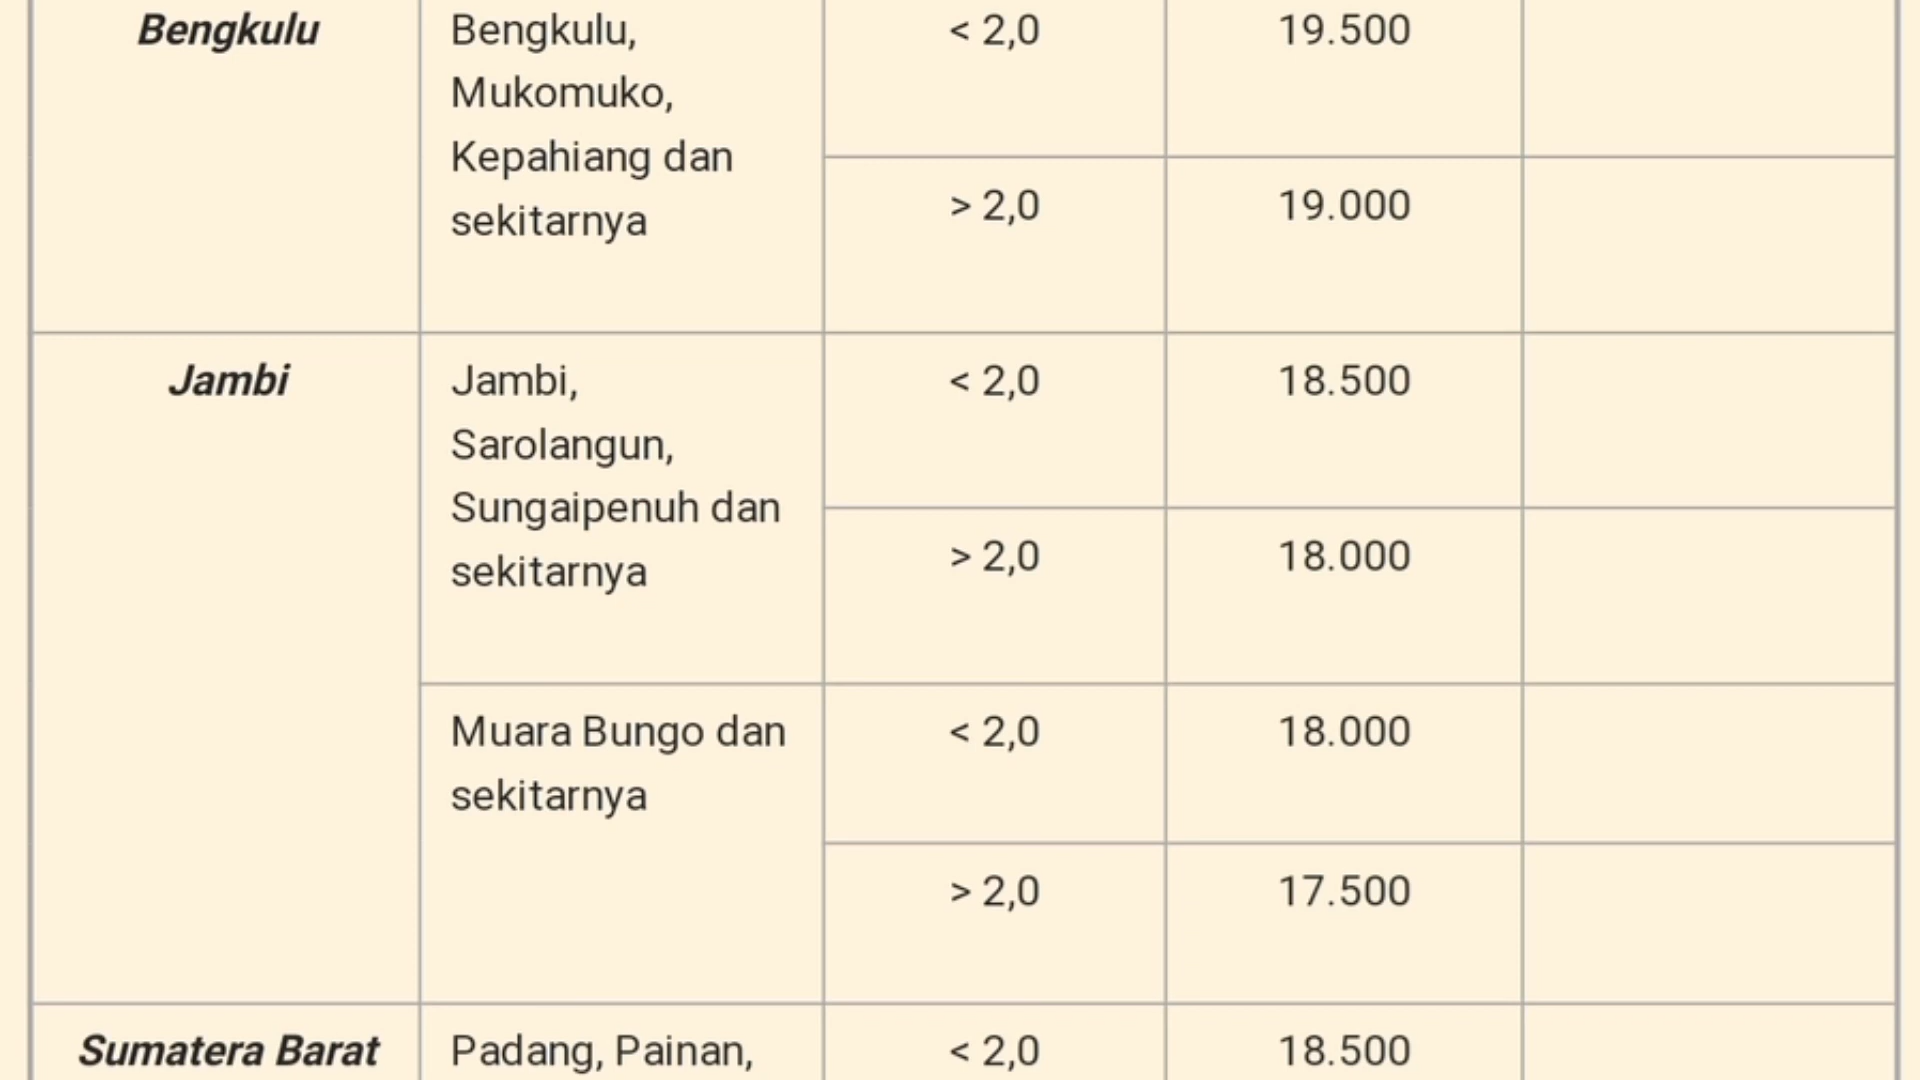 Bengkulu
Bengkulu,
Mukomuko,
Kepahiang dan
sekitarnya
< 2,0
19.500
> 2,0
19.000
Jambi
Jambi,
Sarolangun,
Sungaipenuh dan
sekitarnya
< 2,0
18.500
> 2,0
18.000
Muara Bungo dan
sekitarnya
< 2,0
18.000
> 2,0
17.500
Sumatera Barat
Padang, Painan,
< 2,0
18.500